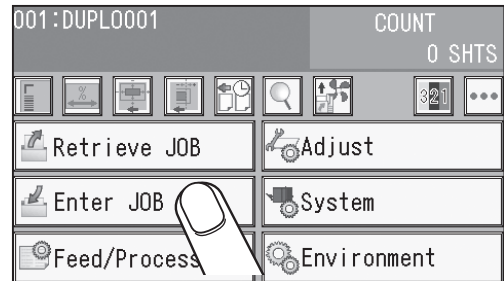 001:DUPLO001
COUNT
0 SHTS
%
321
Retrieve JOB
Adjust
Enter JOB
System
Feed/Process
Environment